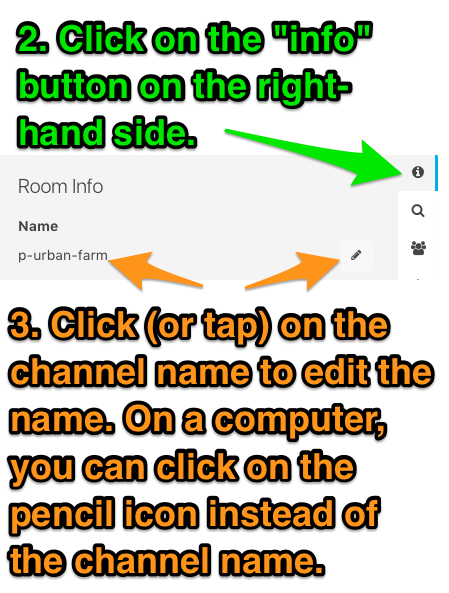 2. Click on the "info"
button on the right-
hand side.
Room Info
Name
p-urban-farm
3. Click (or tap) on the
channel name to edit the
name. On a computer,
you can click on the
pencil icon instead of
the channel name.